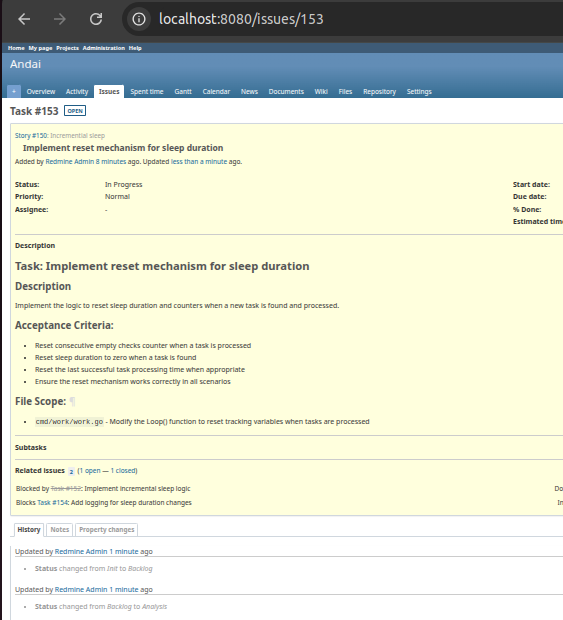 localhost:8080/issues/153
Home My page Projects Administration Help
Andai
+ Overview Activity Issues Spent time Gantt Calendar News Documents Wiki Files Repository Settings
Task #153 OPEN
Story #150: Incremental sleep
Implement reset mechanism for sleep duration
Added by Redmine Admin 8 minutes ago. Updated less than a minute ago.
Status: In Progress Start date:
Priority: Normal Due date:
Assignee: - % Done:
Estimated time
Description
Task: Implement reset mechanism for sleep duration
Description
Implement the logic to reset sleep duration and counters when a new task is found and processed.
Acceptance Criteria:
• Reset consecutive empty checks counter when a task is processed
• Reset sleep duration to zero when a task is found
• Reset the last successful task processing time when appropriate
• Ensure the reset mechanism works correctly in all scenarios
File Scope: ¶
• cmd/work/work.go - Modify the Loop() function to reset tracking variables when tasks are processed
Subtasks
Related issues 2 (1 open — 1 closed)
Blocked by Task #152: Implement incremental sleep logic Do
Blocks Task #154: Add logging for sleep duration changes In
History Notes Property changes
Updated by Redmine Admin 1 minute ago
• Status changed from Init to Backlog
Updated by Redmine Admin 1 minute ago
• Status changed from Backlog to Analysis